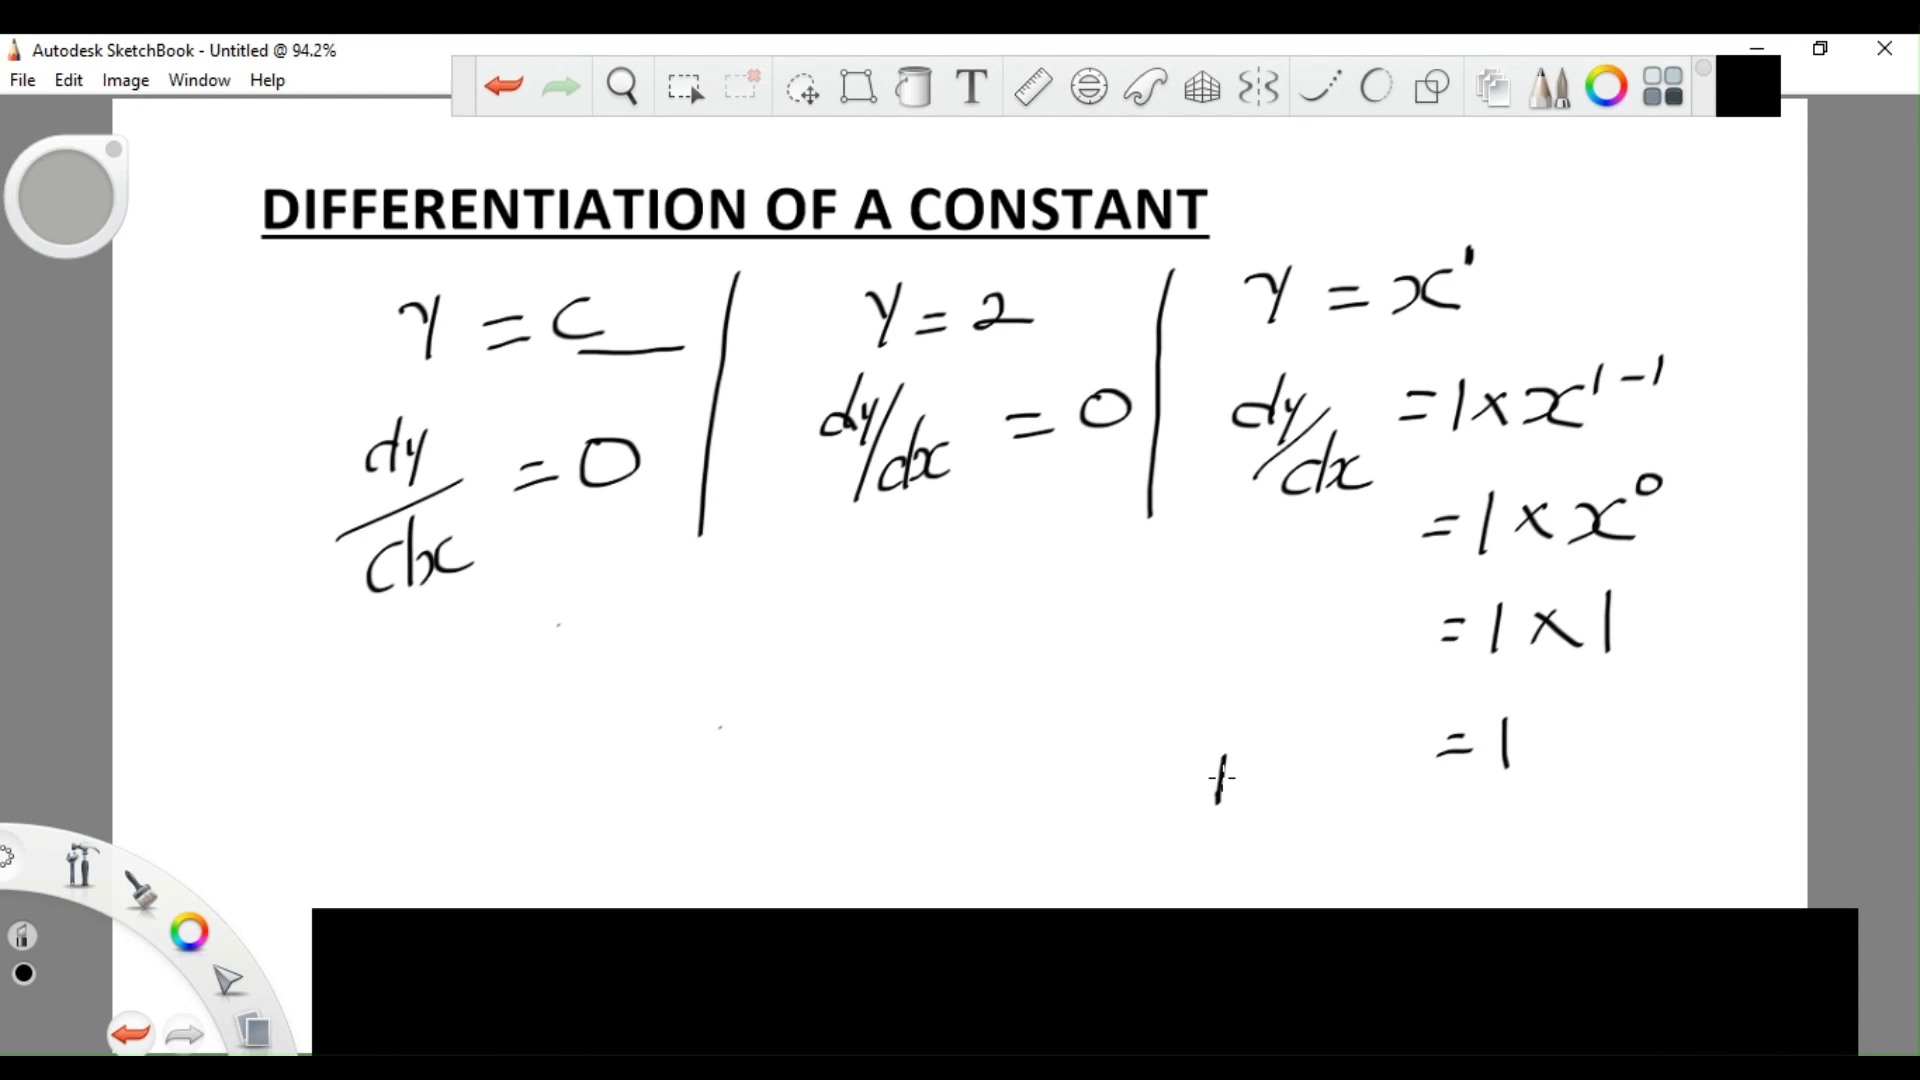 Autodesk SketchBook - Untitled @ 94.2%
File Edit Image Window Help
T
DIFFERENTIATION OF A CONSTANT
y = c
dy/dx = 0
y = 2
dy/dx = 0
y = x¹
dy/dx = 1 × x¹⁻¹
= 1 × x⁰
= 1 × 1
= 1